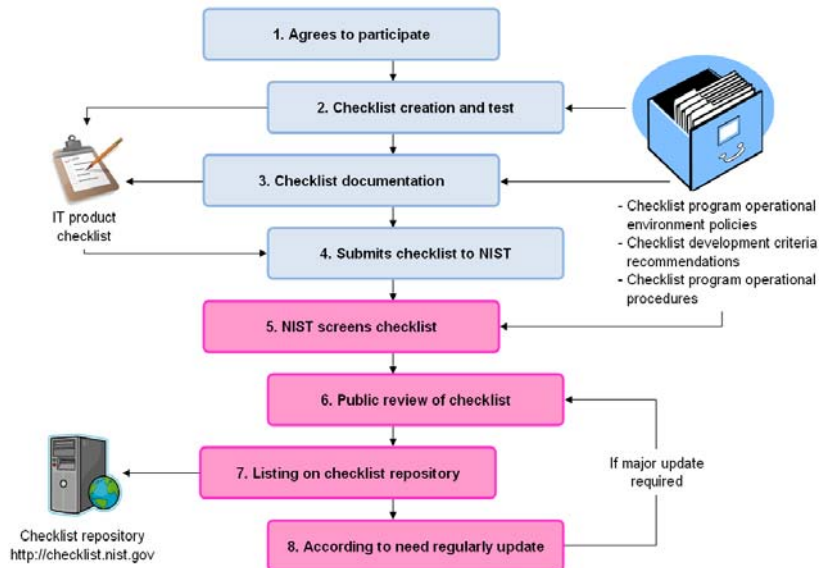 1. Agrees to participate
2. Checklist creation and test
3. Checklist documentation
IT product
checklist
- Checklist program operational
environment policies
- Checklist development criteria
recommendations
- Checklist program operational
procedures
4. Submits checklist to NIST
5. NIST screens checklist
6. Public review of checklist
7. Listing on checklist repository
If major update
required
Checklist repository
http://checklist.nist.gov
8. According to need regularly update